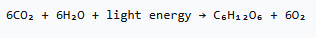 6CO₂ + 6H₂O + light energy → C₆H₁₂O₆ + 6O₂